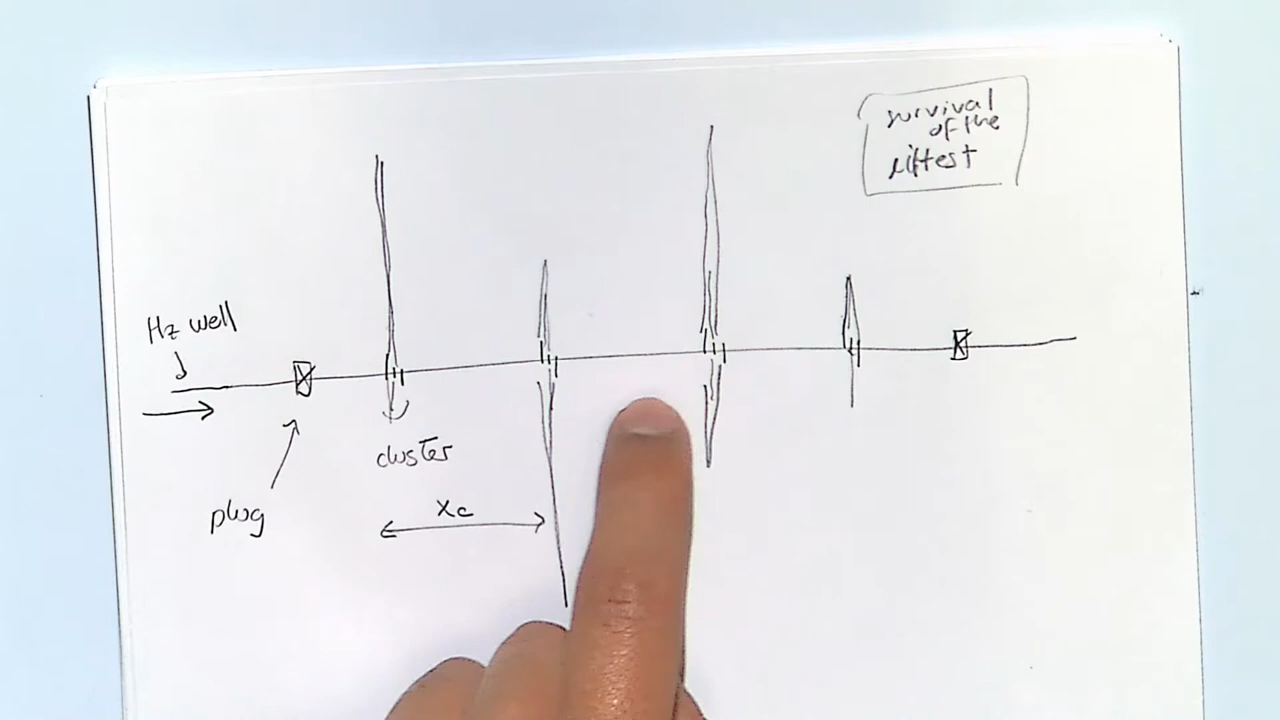 survival
of the
fittest
Hz well
cluster
plug
xc